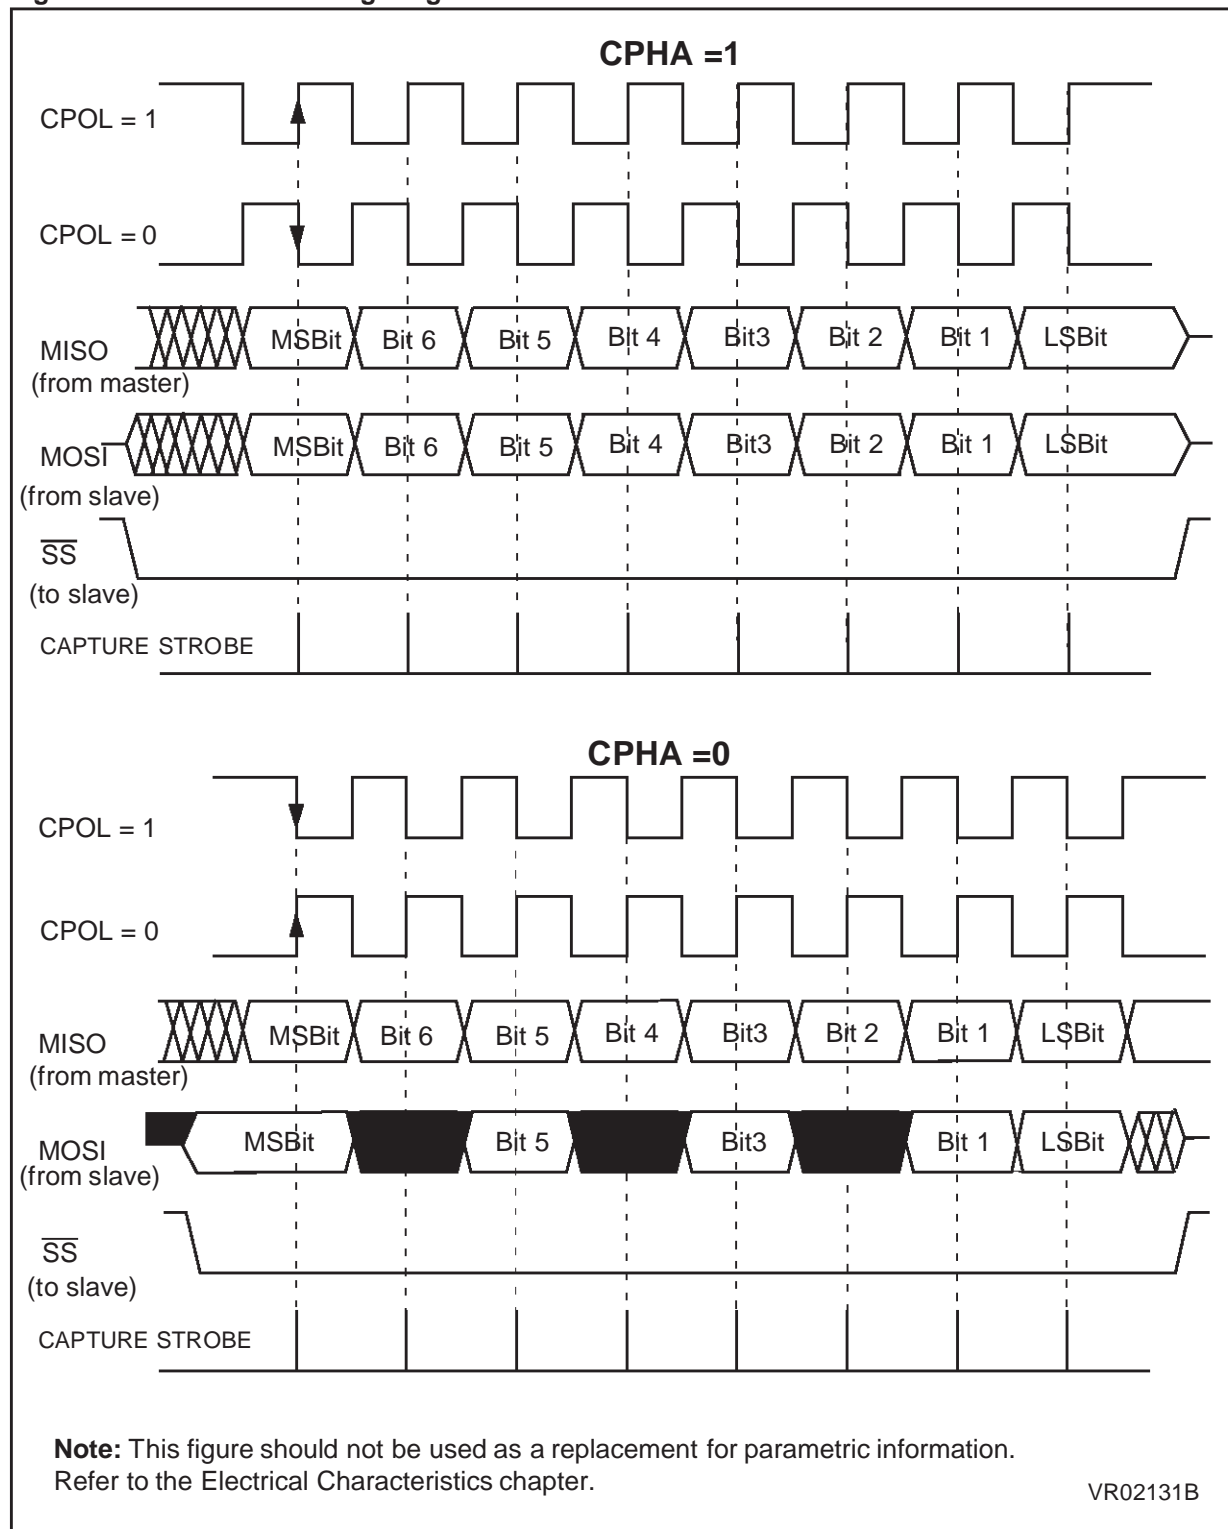 CPHA =1
CPOL = 1
CPOL = 0
MSBit Bit 6 Bit 5 Bit 4 Bit3 Bit 2 Bit 1 LSBit
MISO
(from master)
MSBit Bit 6 Bit 5 Bit 4 Bit3 Bit 2 Bit 1 LSBit
MOSI
(from slave)
SS
(to slave)
CAPTURE STROBE
CPHA =0
CPOL = 1
CPOL = 0
MSBit Bit 6 Bit 5 Bit 4 Bit3 Bit 2 Bit 1 LSBit
MISO
(from master)
MSBit Bit 5 Bit3 Bit 1 LSBit
MOSI
(from slave)
SS
(to slave)
CAPTURE STROBE
Note: This figure should not be used as a replacement for parametric information.
Refer to the Electrical Characteristics chapter.
VR02131B